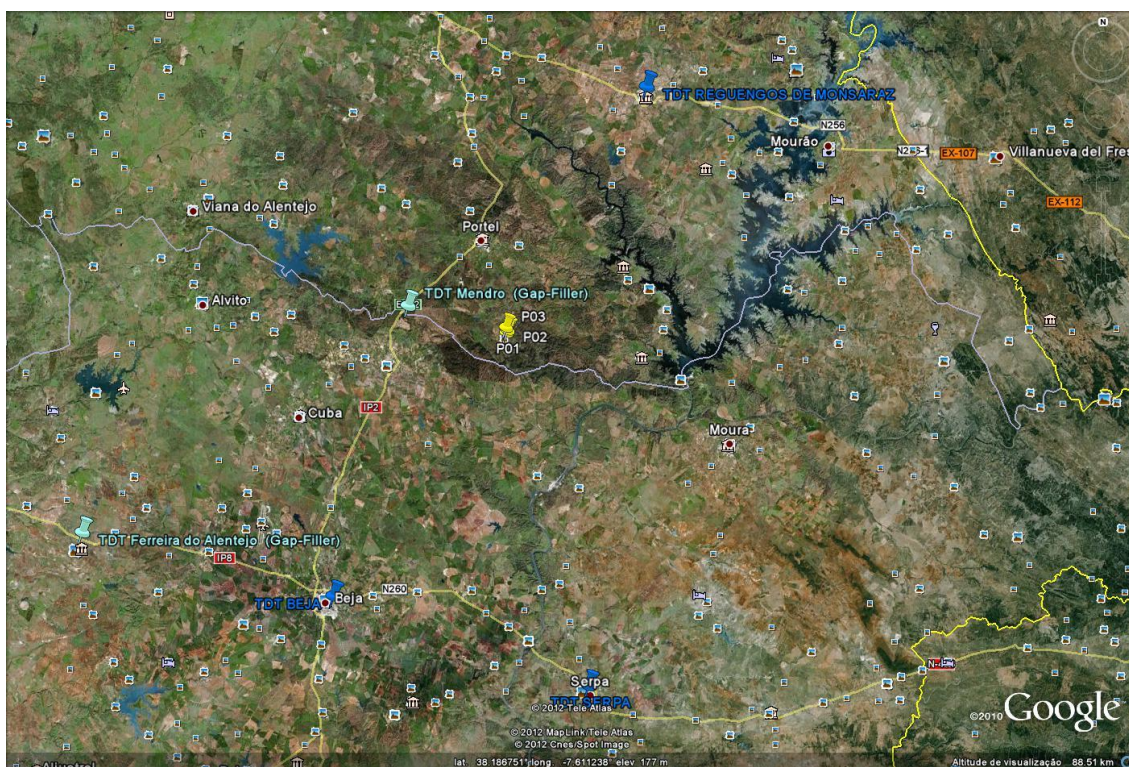 N
TDT REGUENGOS DE MONSARAZ
N256
Mourão
EX-107
Villanueva del Fres
EX-112
Viana do Alentejo
Portel
TDT Mendro (Gap-Filler)
Alvito
P03
P02
P01
IP2
Cuba
Moura
TDT Ferreira do Alentejo (Gap-Filler)
IP8
N260
TDT BEJA
Beja
Serpa
TDT SERPA
© 2012 Tele Atlas
© 2012 MapLink/Tele Atlas
© 2012 Cnes/Spot Image
©2010 Google
lat 38.186751° long -7.611238° elev 177 m
Altitude de visualização 88.51 km